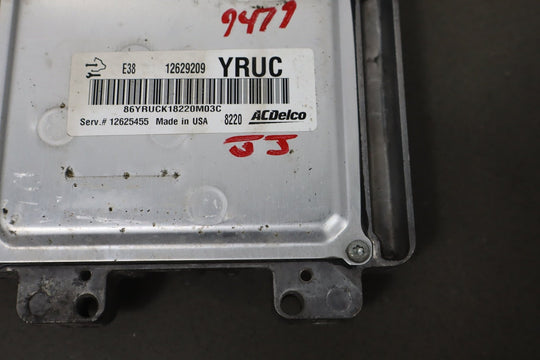 9479
E38 12629209 YRUC
86YRUCK18220M03C
Serv.# 12625455 Made in USA 8220 ACDelco
JJ